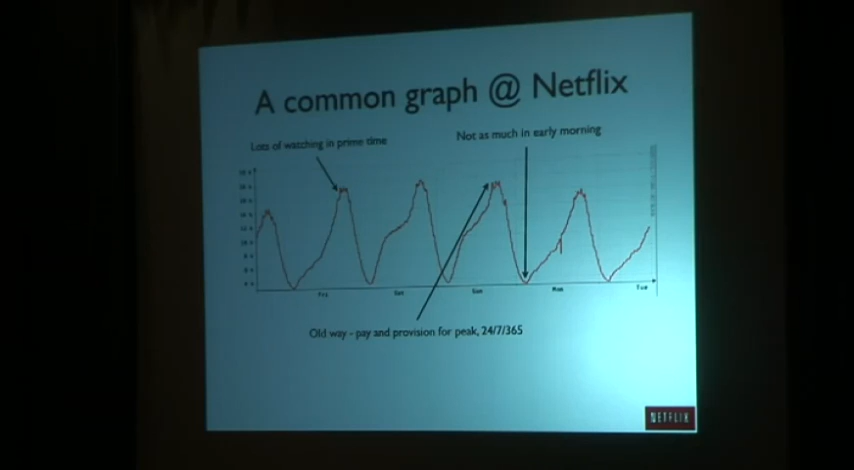 A common graph @ Netflix
Lots of watching in prime time
Not as much in early morning
Fry
Sat
Sun
Mon
Tue
Old way - pay and provision for peak, 24/7/365
NETFLIX